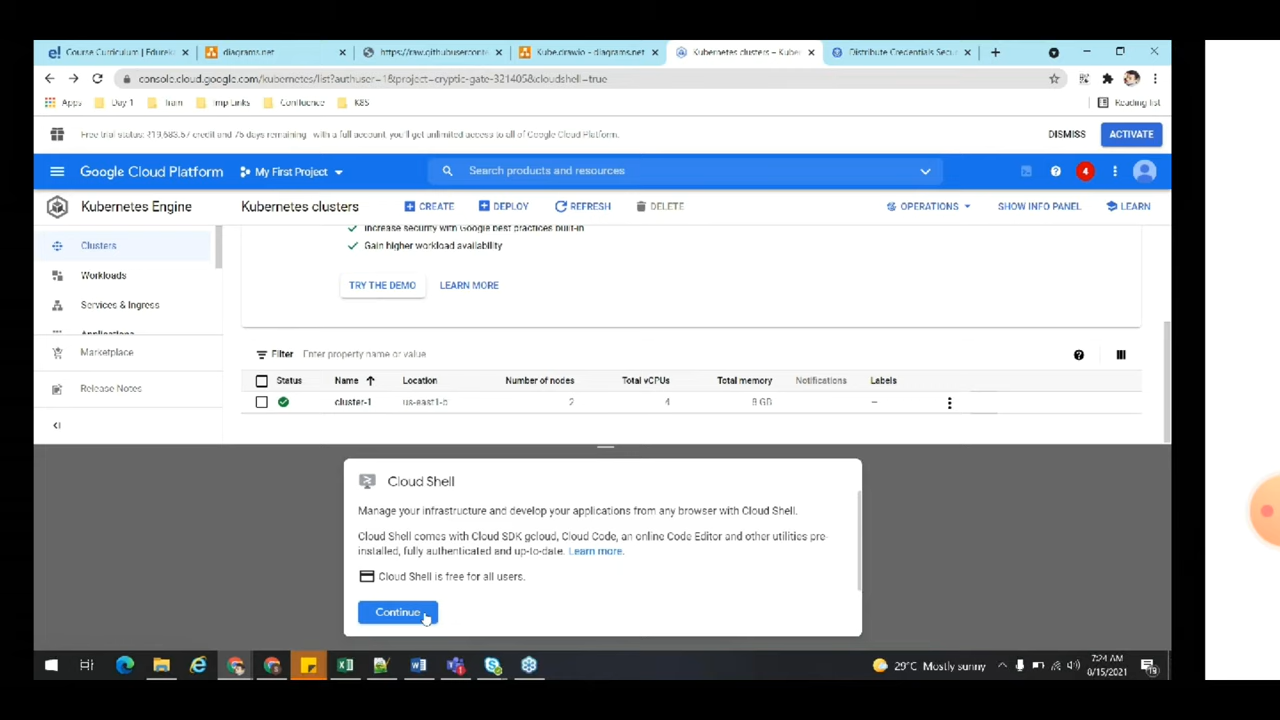 Course Curriculum | Edurek
diagrams.net
https://raw.githubuserconte
Kube.drawio - diagrams.net
Kubernetes clusters – Kuber
Distribute Credentials Secu
console.cloud.google.com/kubernetes/list?authuser=1&project=cryptic-gate-321405&cloudshell=true
Apps
Day 1
Train
Imp Links
Confluence
K8S
Reading list
Free trial status: ₹19,683.57 credit and 75 days remaining - with a full account, you'll get unlimited access to all of Google Cloud Platform.
DISMISS
ACTIVATE
Google Cloud Platform
My First Project
Search products and resources
4
Kubernetes Engine
Kubernetes clusters
CREATE
DEPLOY
REFRESH
DELETE
OPERATIONS
SHOW INFO PANEL
LEARN
Increase security with Google best practices built-in
Gain higher workload availability
TRY THE DEMO
LEARN MORE
Clusters
Workloads
Services & Ingress
Applications
Marketplace
Release Notes
Filter Enter property name or value
Status Name Location Number of nodes Total vCPUs Total memory Notifications Labels
cluster-1 us-east1-b 2 4 8 GB –
Cloud Shell
Manage your infrastructure and develop your applications from any browser with Cloud Shell.
Cloud Shell comes with Cloud SDK gcloud, Cloud Code, an online Code Editor and other utilities pre-
installed, fully authenticated and up-to-date. Learn more.
Cloud Shell is free for all users.
Continue
29°C Mostly sunny
7:24 AM
8/15/2021
19